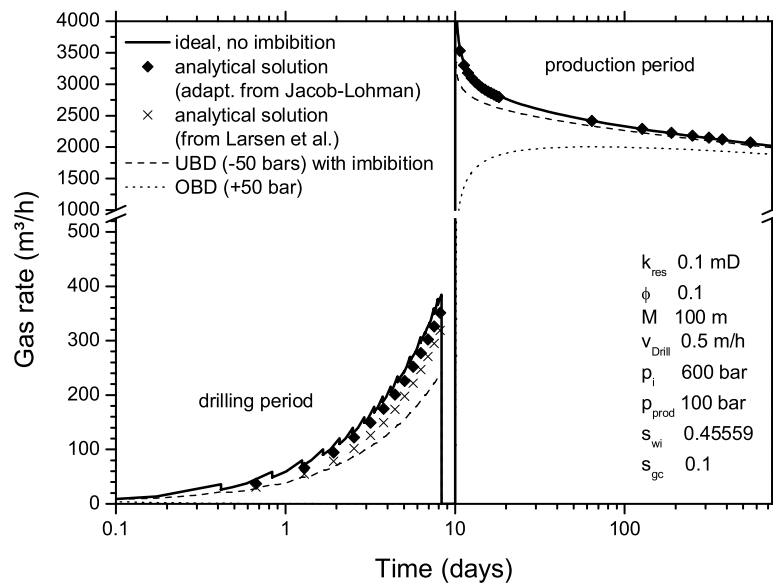 4000
3500
3000
2500
2000
1500
1000
500
400
300
200
100
0
Gas rate (m³/h)
ideal, no imbibition
analytical solution
(adapt. from Jacob-Lohman)
analytical solution
(from Larsen et al.)
UBD (-50 bars) with imbibition
OBD (+50 bar)
production period
drilling period
k_res 0.1 mD
ϕ 0.1
M 100 m
v_Drill 0.5 m/h
p_i 600 bar
p_prod 100 bar
s_wi 0.45559
s_gc 0.1
0.1 1 10 100
Time (days)